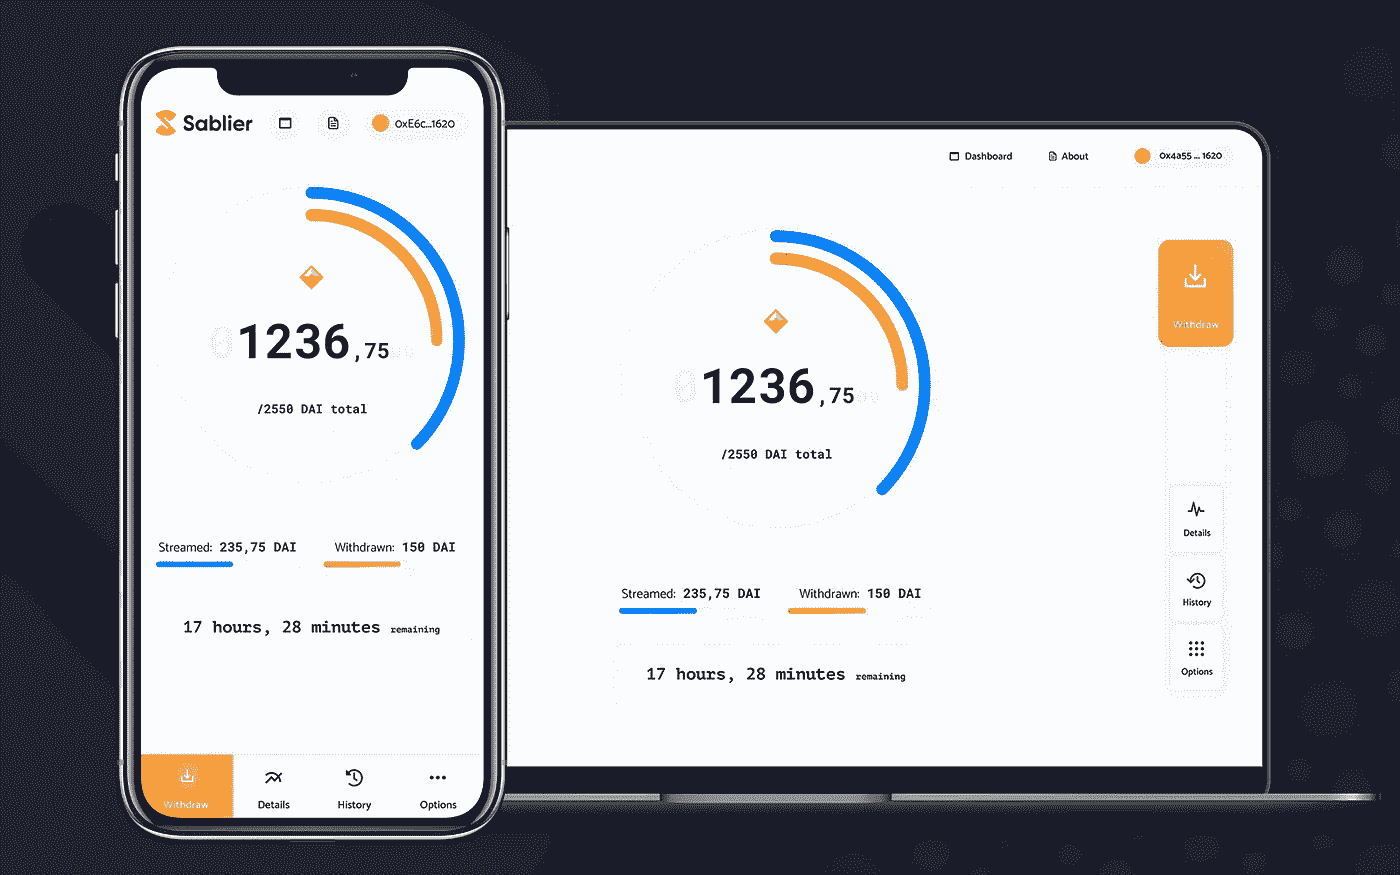 Sablier
0xE6c...1620
1236,75
/2550 DAI total
Streamed: 235,75 DAI
Withdrawn: 150 DAI
17 hours, 28 minutes remaining
Withdraw
Details
History
Options
Dashboard
About
0x4a55 ... 1620
1236,75
/2550 DAI total
Streamed: 235,75 DAI
Withdrawn: 150 DAI
17 hours, 28 minutes remaining
Withdraw
Details
History
Options